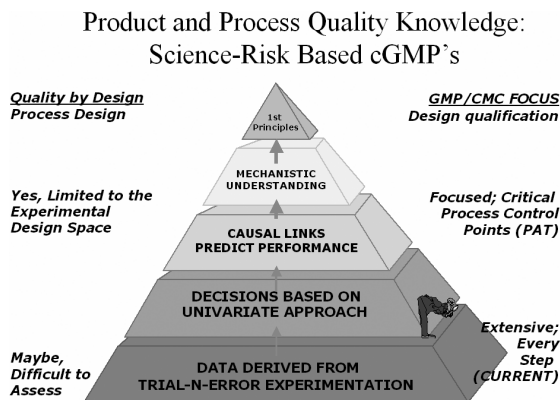 Product and Process Quality Knowledge:
Science-Risk Based cGMP's
Quality by Design
Process Design
GMP/CMC FOCUS
Design qualification
1st
Principles
MECHANISTIC
UNDERSTANDING
Yes, Limited to the
Experimental
Design Space
Focused; Critical
Process Control
Points (PAT)
CAUSAL LINKS
PREDICT PERFORMANCE
DECISIONS BASED ON
UNIVARIATE APPROACH
Maybe,
Difficult to
Assess
Extensive;
Every
Step
(CURRENT)
DATA DERIVED FROM
TRIAL-N-ERROR EXPERIMENTATION